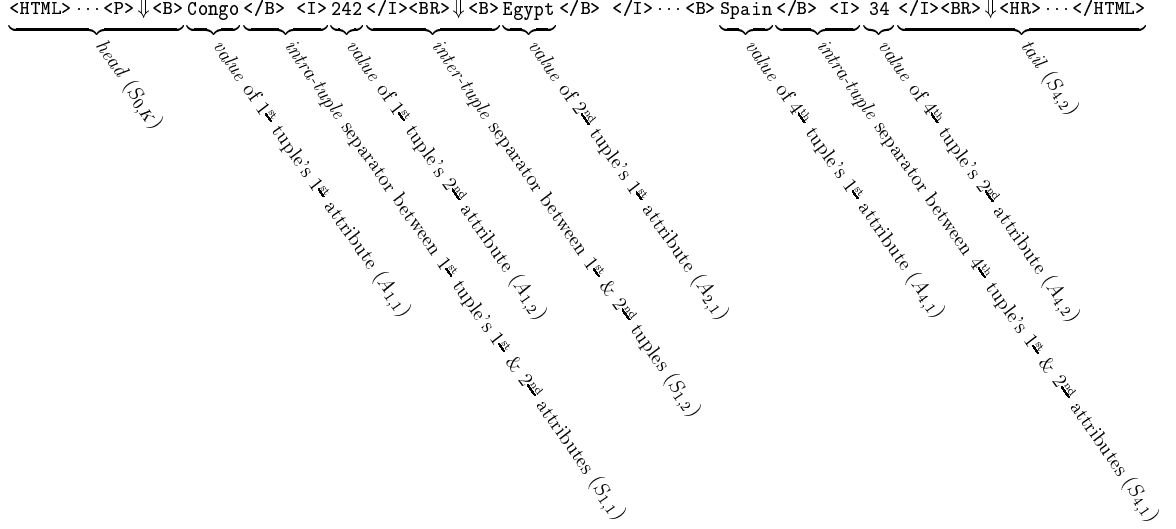 <HTML> ···<P>⇓<B>Congo</B> <I>242</I><BR>⇓<B>Egypt</B> </I>···<B>Spain</B> <I> 34 </I><BR>⇓<HR>···</HTML>
head (S0,K)
value of 1st tuple's 1st attribute (A1,1)
intra-tuple separator between 1st tuple's 1st & 2nd attributes (S1,1)
value of 1st tuple's 2nd attribute (A1,2)
inter-tuple separator between 1st & 2nd tuples (S1,2)
value of 2nd tuple's 1st attribute (A2,1)
value of 4th tuple's 1st attribute (A4,1)
intra-tuple separator between 4th tuple's 1st & 2nd attributes (S4,1)
value of 4th tuple's 2nd attribute (A4,2)
tail (S4,2)